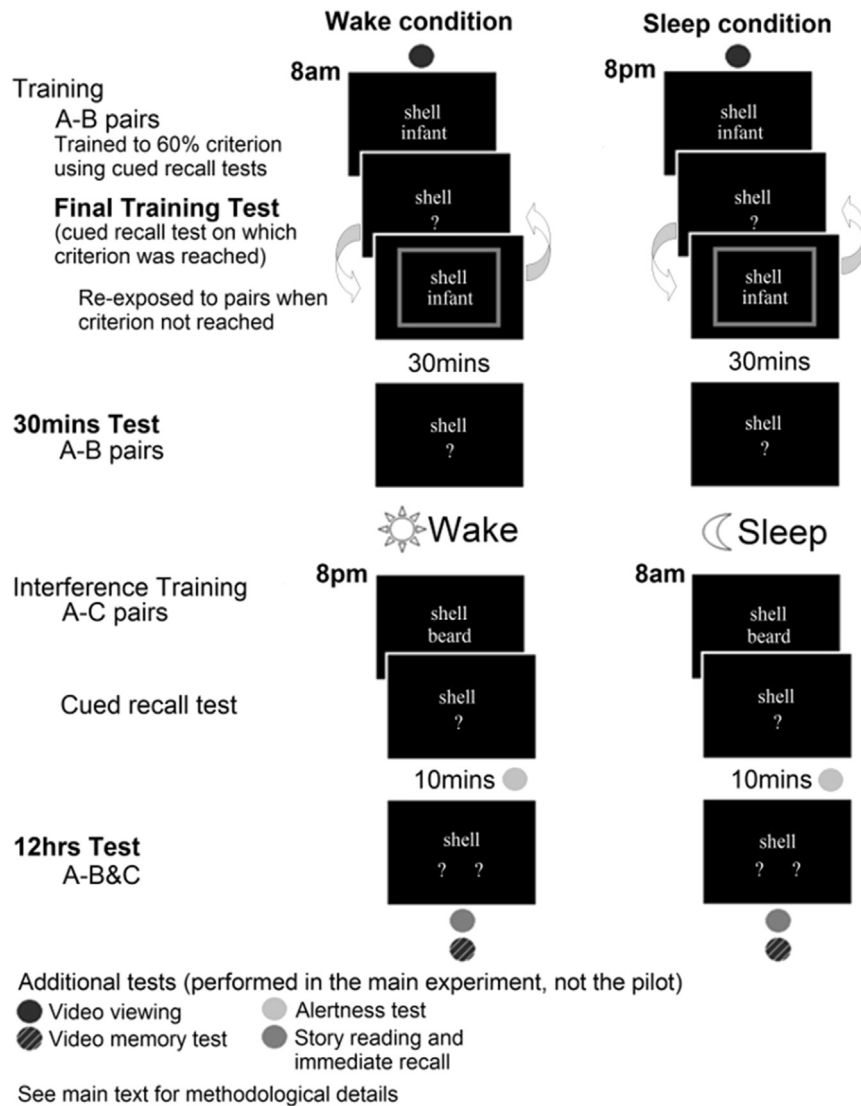 Wake condition
Sleep condition
8am
8pm
Training
A-B pairs
Trained to 60% criterion
using cued recall tests
Final Training Test
(cued recall test on which
criterion was reached)
Re-exposed to pairs when
criterion not reached
shell
infant
shell
?
shell
infant
30mins
shell
infant
shell
?
shell
infant
30mins
30mins Test
A-B pairs
shell
?
shell
?
Wake
Sleep
8pm
8am
Interference Training
A-C pairs
shell
beard
shell
beard
Cued recall test
shell
?
shell
?
10mins
10mins
12hrs Test
A-B&C
shell
? ?
shell
? ?
Additional tests (performed in the main experiment, not the pilot)
Video viewing
Alertness test
Video memory test
Story reading and
immediate recall
See main text for methodological details